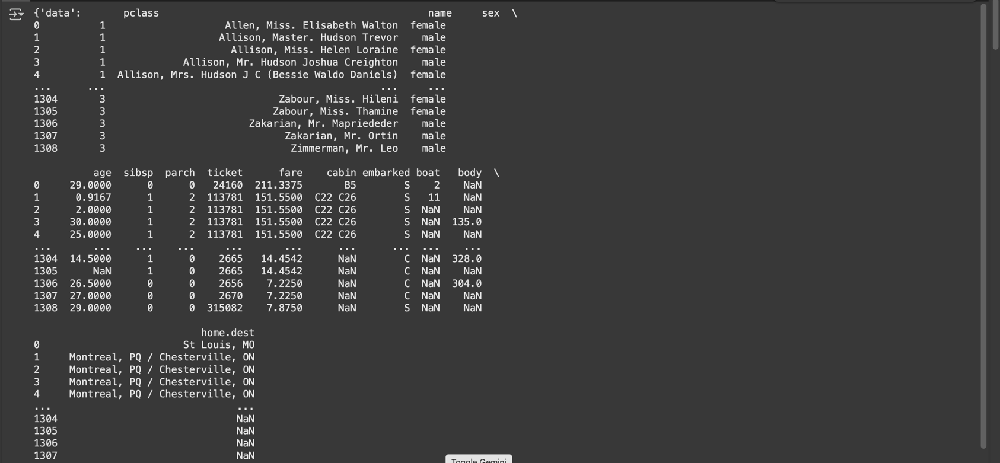 {'data':       pclass                                             name     sex  \
0          1                    Allen, Miss. Elisabeth Walton  female
1          1                   Allison, Master. Hudson Trevor    male
2          1                     Allison, Miss. Helen Loraine  female
3          1             Allison, Mr. Hudson Joshua Creighton    male
4          1  Allison, Mrs. Hudson J C (Bessie Waldo Daniels)  female
...      ...                                              ...     ...
1304       3                             Zabour, Miss. Hileni  female
1305       3                            Zabour, Miss. Thamine  female
1306       3                        Zakarian, Mr. Mapriededer    male
1307       3                              Zakarian, Mr. Ortin    male
1308       3                               Zimmerman, Mr. Leo    male
          age  sibsp  parch  ticket      fare    cabin embarked boat   body  \
0     29.0000      0      0   24160  211.3375       B5        S    2    NaN
1      0.9167      1      2  113781  151.5500  C22 C26        S   11    NaN
2      2.0000      1      2  113781  151.5500  C22 C26        S  NaN    NaN
3     30.0000      1      2  113781  151.5500  C22 C26        S  NaN  135.0
4     25.0000      1      2  113781  151.5500  C22 C26        S  NaN    NaN
...       ...    ...    ...     ...       ...      ...      ...  ...    ...
1304  14.5000      1      0    2665   14.4542      NaN        C  NaN  328.0
1305      NaN      1      0    2665   14.4542      NaN        C  NaN    NaN
1306  26.5000      0      0    2656    7.2250      NaN        C  NaN  304.0
1307  27.0000      0      0    2670    7.2250      NaN        C  NaN    NaN
1308  29.0000      0      0  315082    7.8750      NaN        S  NaN    NaN
                            home.dest
0                        St Louis, MO
1     Montreal, PQ / Chesterville, ON
2     Montreal, PQ / Chesterville, ON
3     Montreal, PQ / Chesterville, ON
4     Montreal, PQ / Chesterville, ON
...                               ...
1304                              NaN
1305                              NaN
1306                              NaN
1307                              NaN
Toggle Gemini